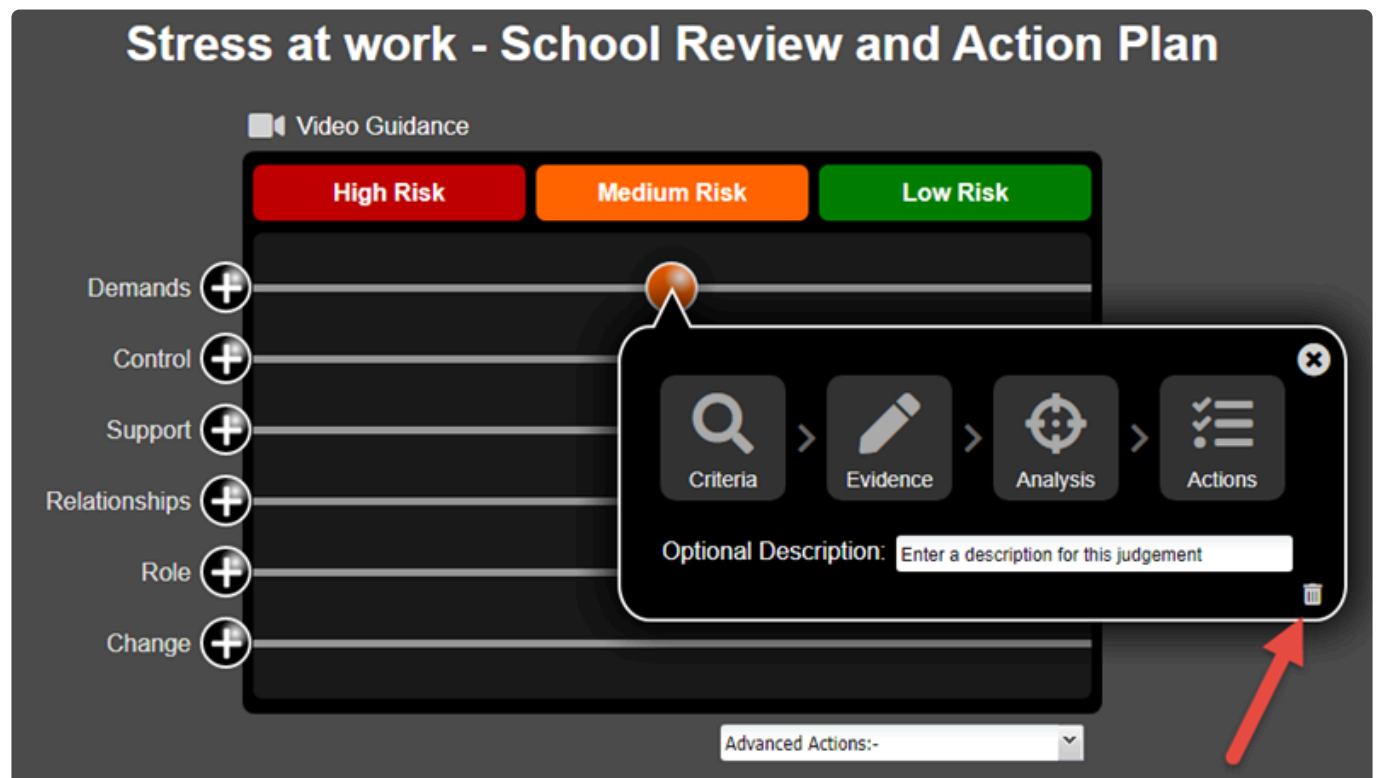 Stress at work - School Review and Action Plan
Video Guidance
High Risk Medium Risk Low Risk
Demands
Control
Support
Relationships
Role
Change
Criteria Evidence Analysis Actions
Optional Description: Enter a description for this judgement
Advanced Actions:-